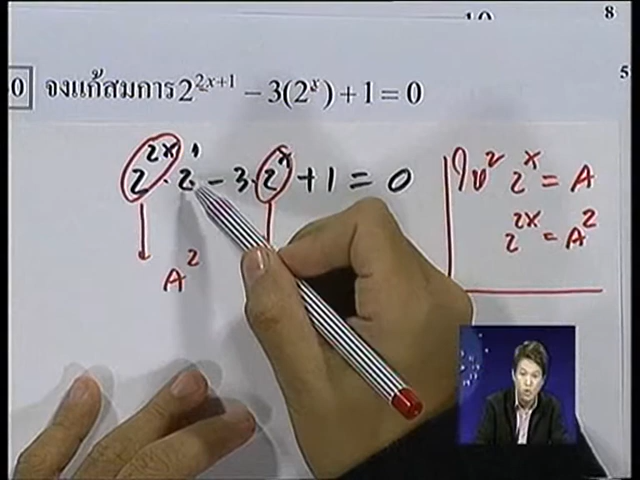 8
5
0 จงแก้สมการ 2^{2x+1} − 3(2^x) + 1 = 0
2^{2x} · 2^1 − 3 · 2^x + 1 = 0
ให้ 2^x = A
2^{2x} = A^2
A^2